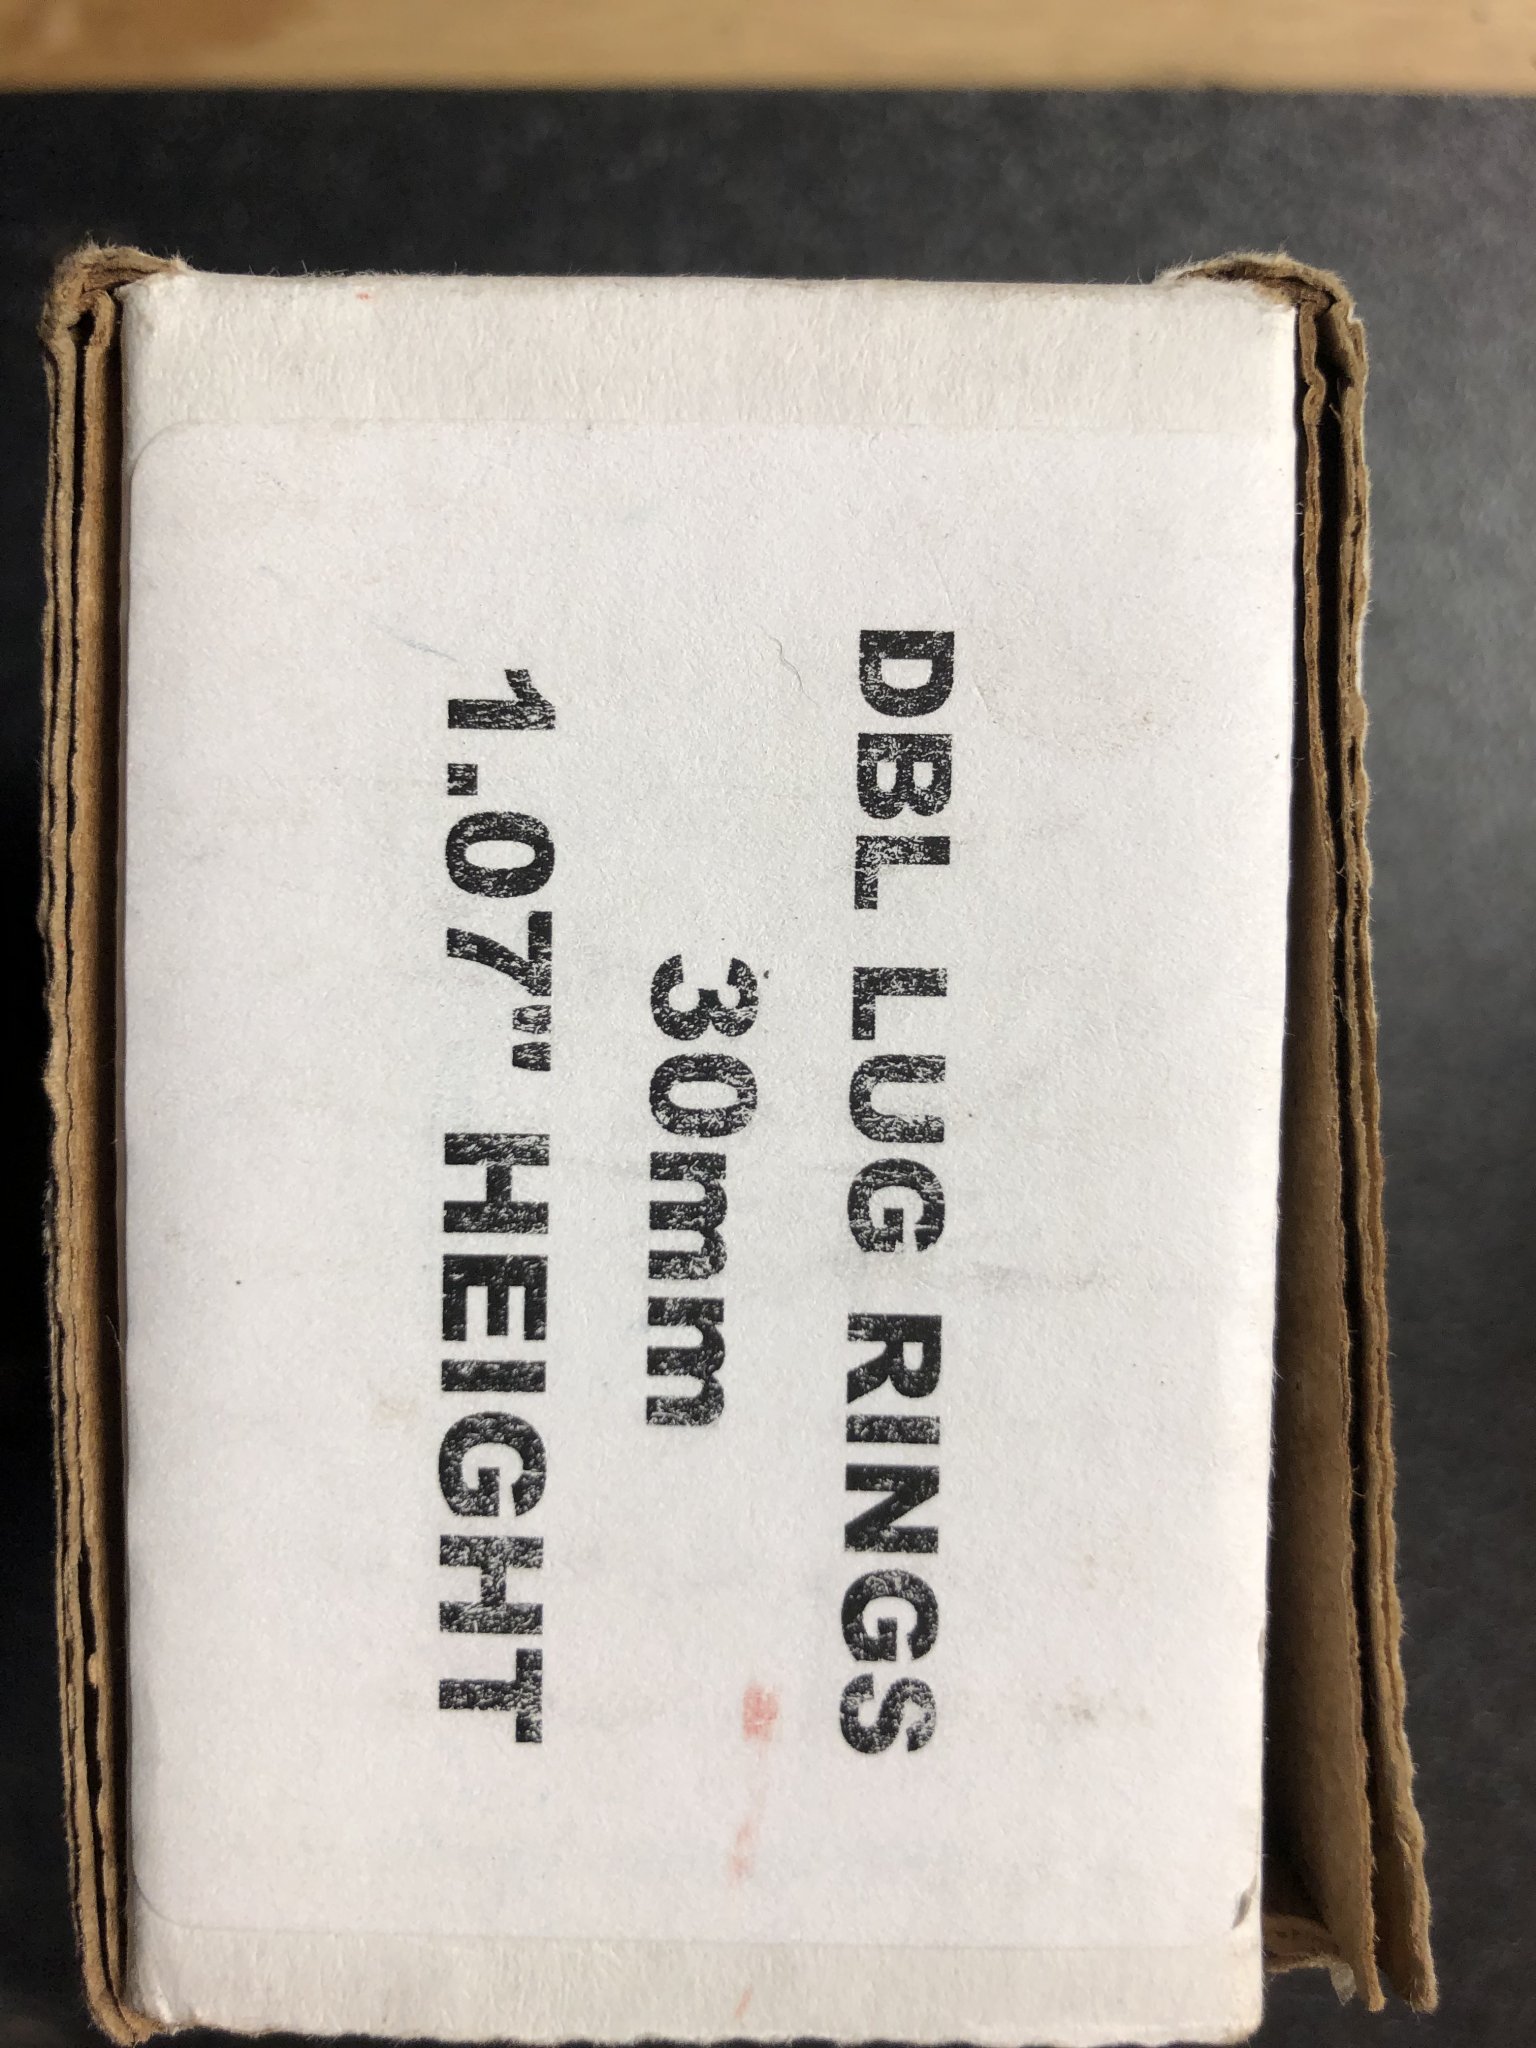 DBL LUG RINGS
30mm
1.07" HEIGHT